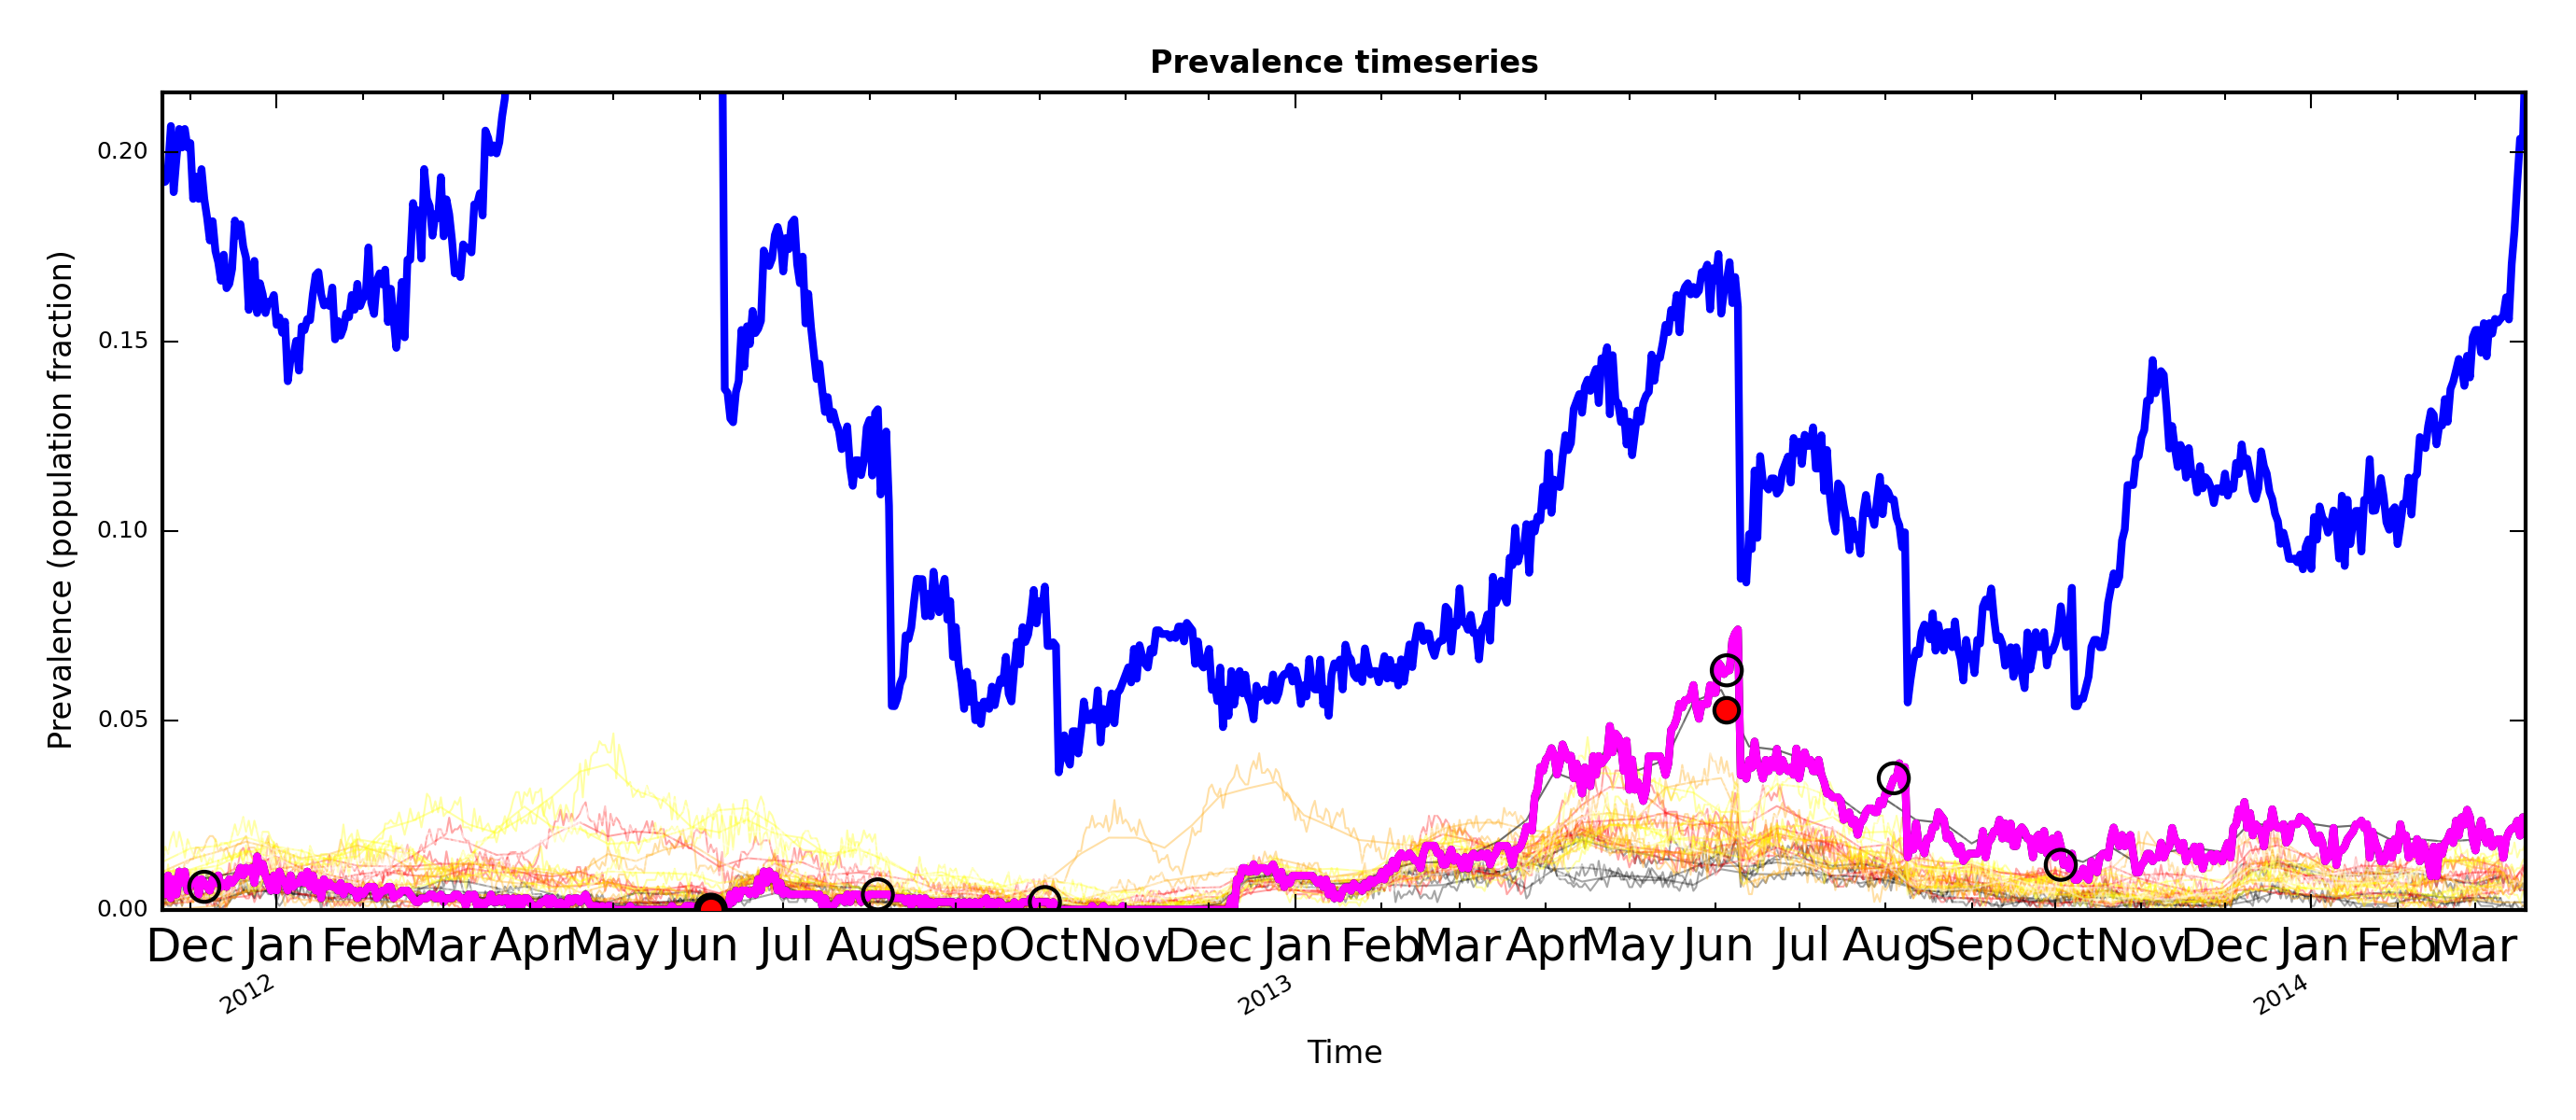 Prevalence timeseries
Prevalence (population fraction)
0.20
0.15
0.10
0.05
0.00
Dec Jan Feb Mar Apr May Jun Jul Aug Sep Oct Nov Dec Jan Feb Mar Apr May Jun Jul Aug Sep Oct Nov Dec Jan Feb Mar
2012 2013 2014
Time